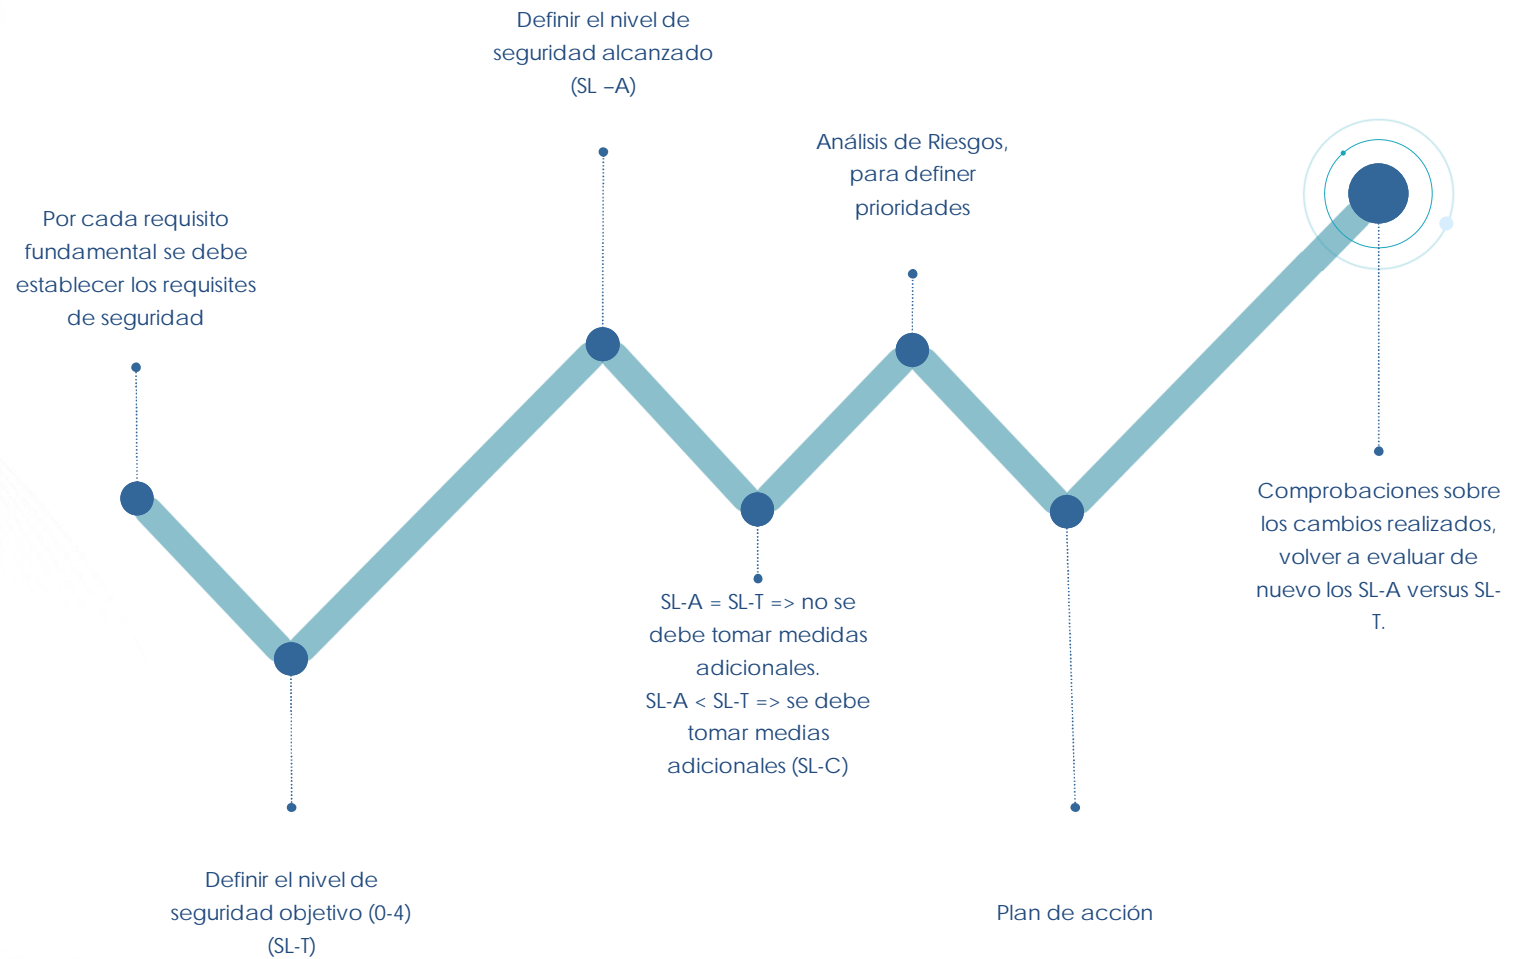 Por cada requisito
fundamental se debe
establecer los requisites
de seguridad
Definir el nivel de
seguridad objetivo (0-4)
(SL-T)
Definir el nivel de
seguridad alcanzado
(SL –A)
SL-A = SL-T => no se
debe tomar medidas
adicionales.
SL-A < SL-T => se debe
tomar medias
adicionales (SL-C)
Análisis de Riesgos,
para definer
prioridades
Plan de acción
Comprobaciones sobre
los cambios realizados,
volver a evaluar de
nuevo los SL-A versus SL-
T.